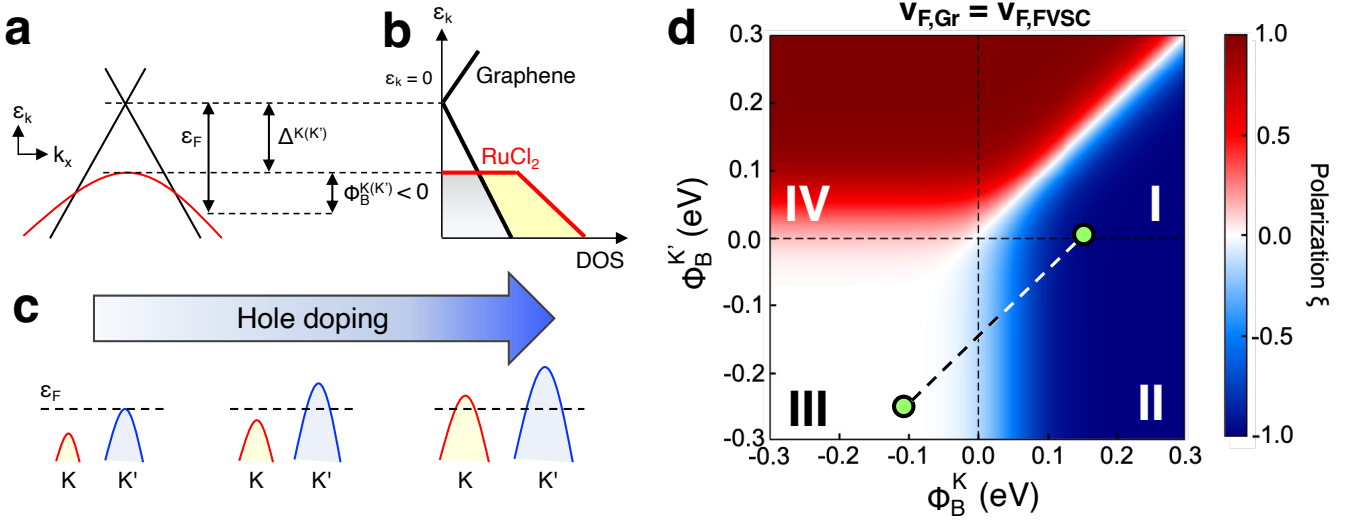 a
ε_k
k_x
ε_F
Δ^K(K')
Φ_B^K(K') < 0
b
ε_k
ε_k = 0
Graphene
RuCl₂
DOS
c
Hole doping
ε_F
K
K'
K
K'
K
K'
d
v_F,Gr = v_F,FVSC
0.3
0.2
0.1
0.0
-0.1
-0.2
-0.3
Φ_B^K' (eV)
IV
I
III
II
-0.3
-0.2
-0.1
0.0
0.1
0.2
0.3
Φ_B^K (eV)
1.0
0.5
0.0
-0.5
-1.0
Polarization ξ